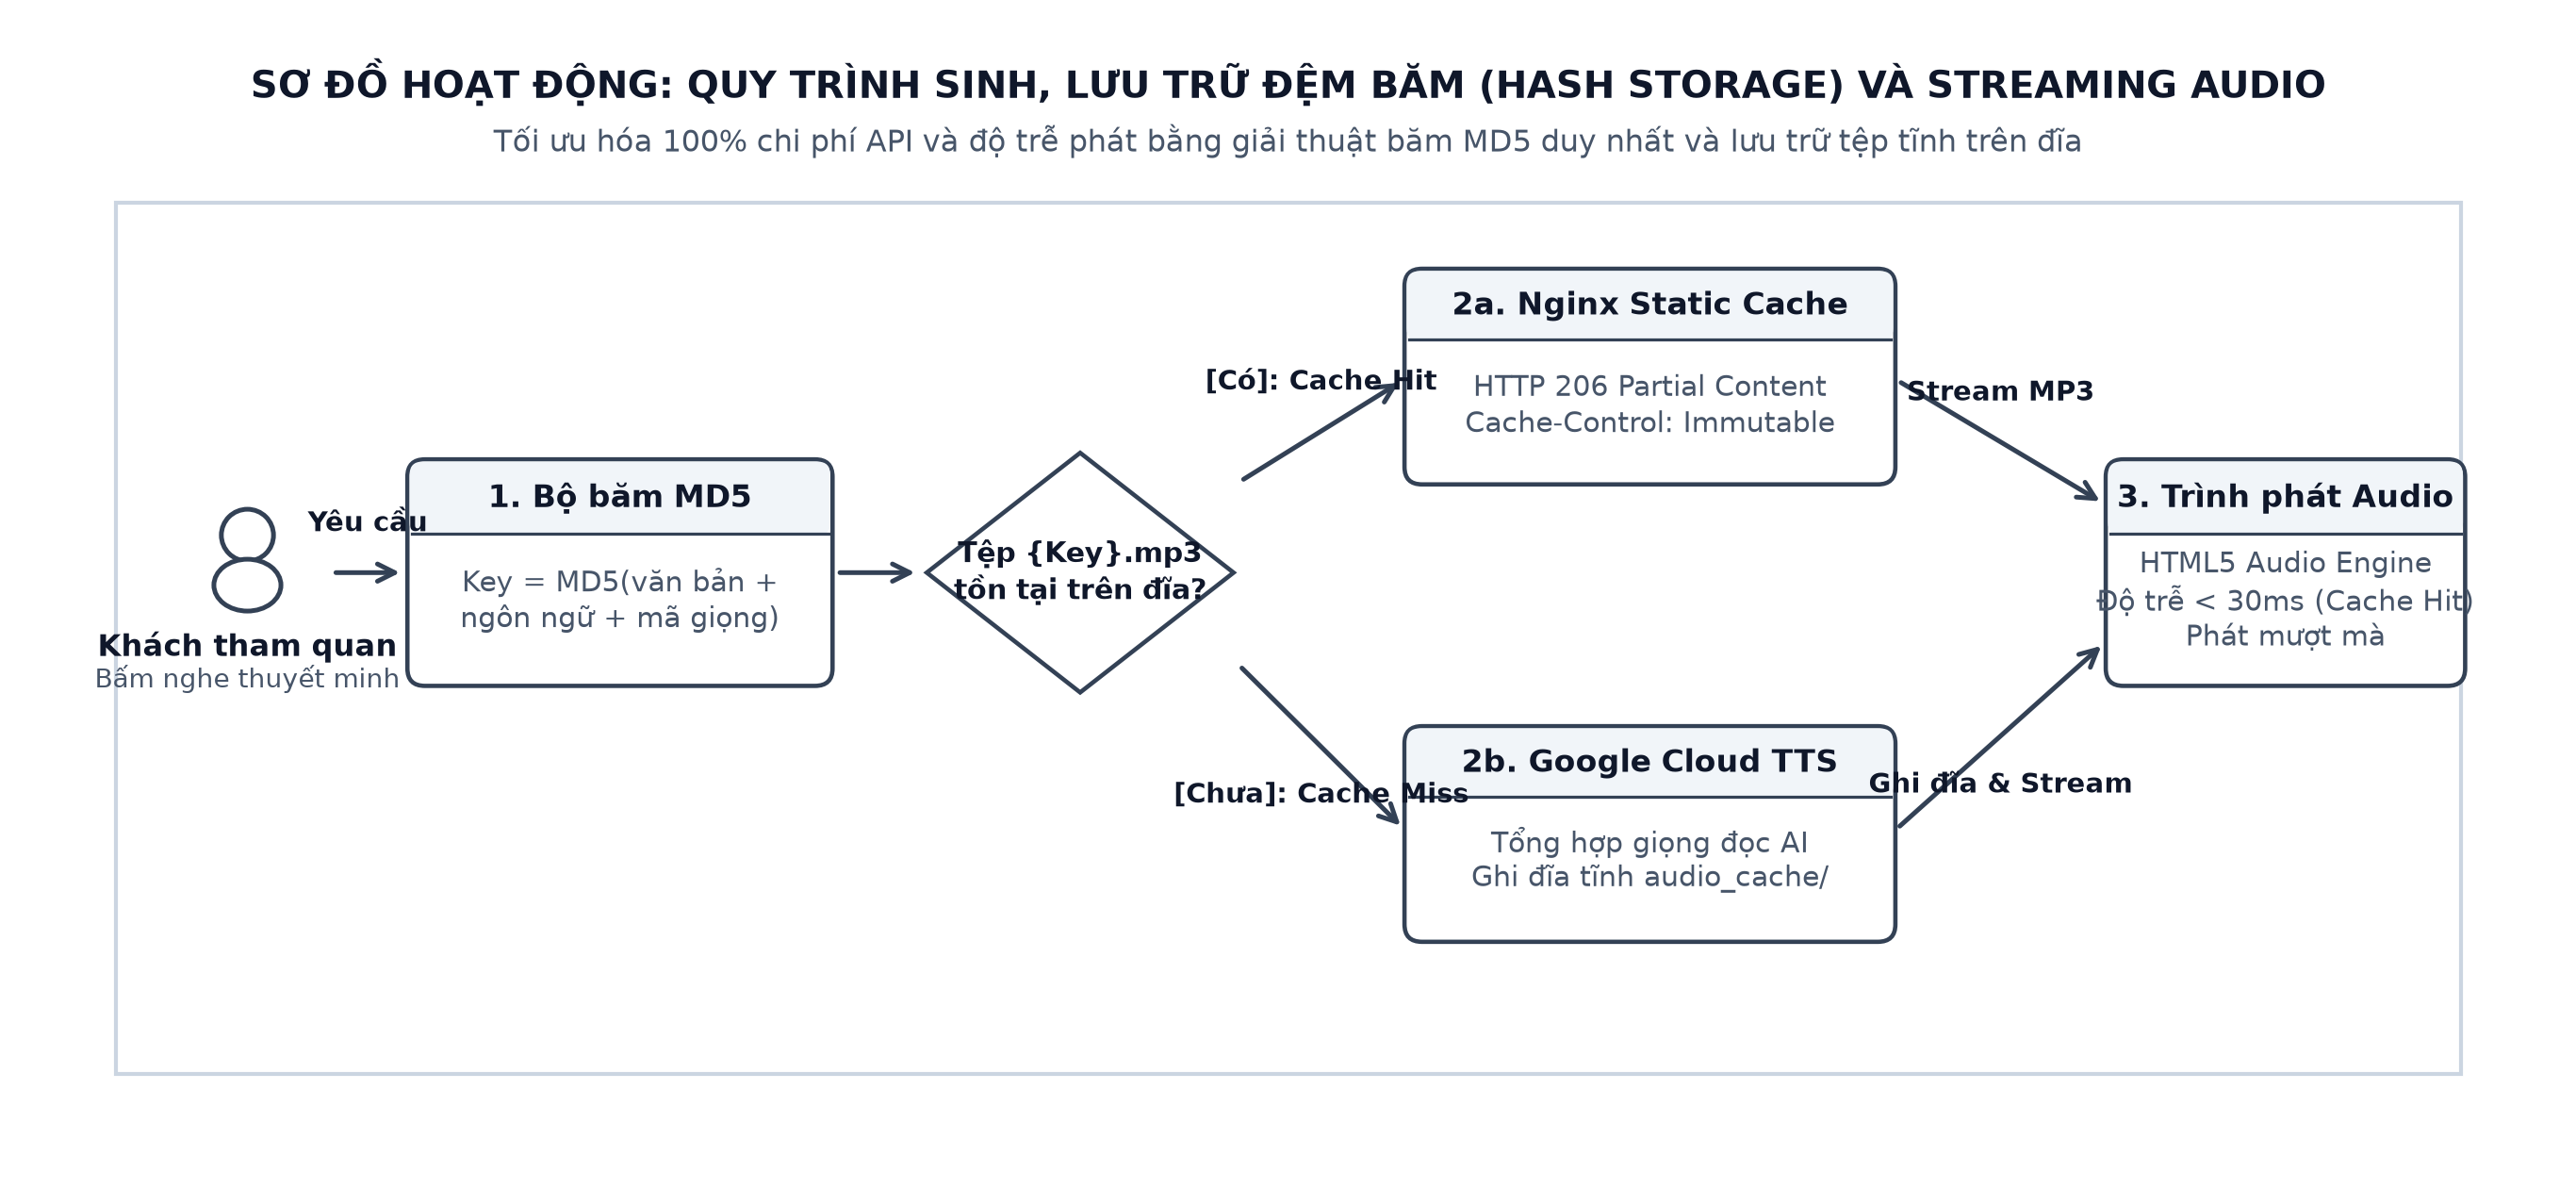 SƠ ĐỒ HOẠT ĐỘNG: QUY TRÌNH SINH, LƯU TRỮ ĐỆM BĂM (HASH STORAGE) VÀ STREAMING AUDIO
Tối ưu hóa 100% chi phí API và độ trễ phát bằng giải thuật băm MD5 duy nhất và lưu trữ tệp tĩnh trên đĩa
Khách tham quan
Bấm nghe thuyết minh
Yêu cầu
1. Bộ băm MD5
Key = MD5(văn bản +
ngôn ngữ + mã giọng)
Tệp {Key}.mp3
tồn tại trên đĩa?
[Có]: Cache Hit
2a. Nginx Static Cache
HTTP 206 Partial Content
Cache-Control: Immutable
Stream MP3
[Chưa]: Cache Miss
2b. Google Cloud TTS
Tổng hợp giọng đọc AI
Ghi đĩa tĩnh audio_cache/
Ghi đĩa & Stream
3. Trình phát Audio
HTML5 Audio Engine
Độ trễ < 30ms (Cache Hit)
Phát mượt mà